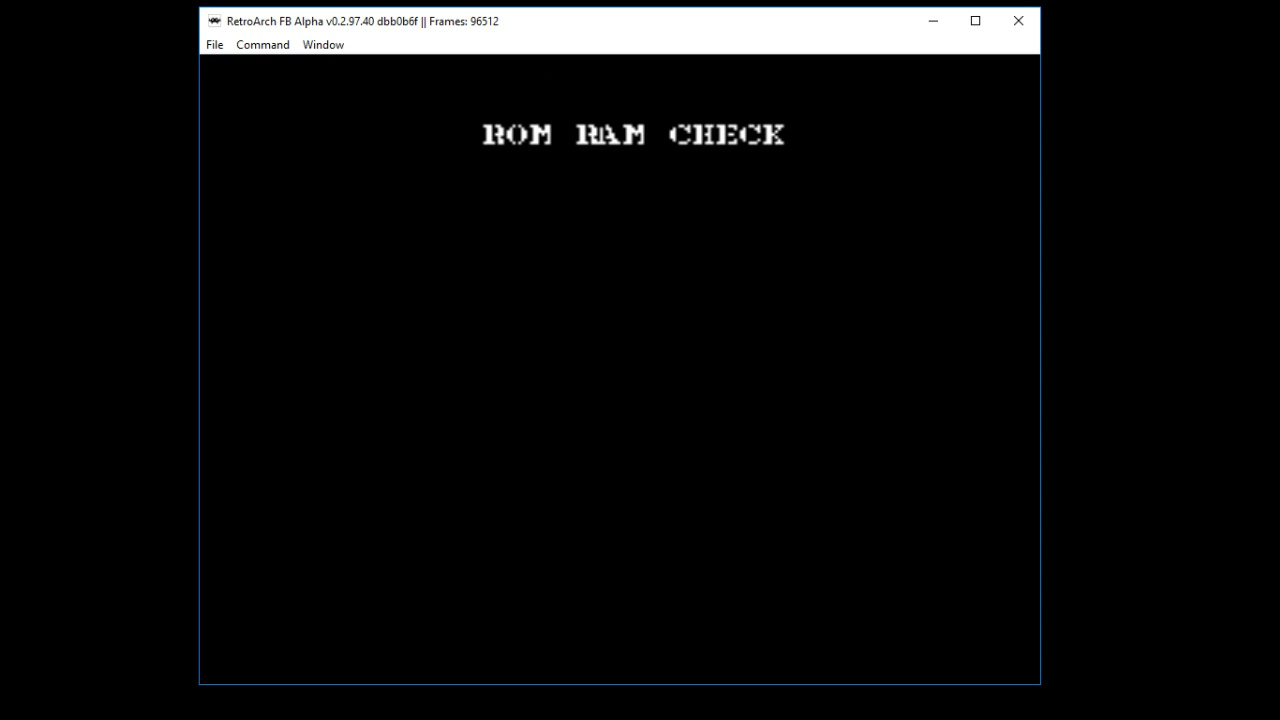 RetroArch FB Alpha v0.2.97.40 dbb0b6f || Frames: 96512
File Command Window
ROM RAM CHECK